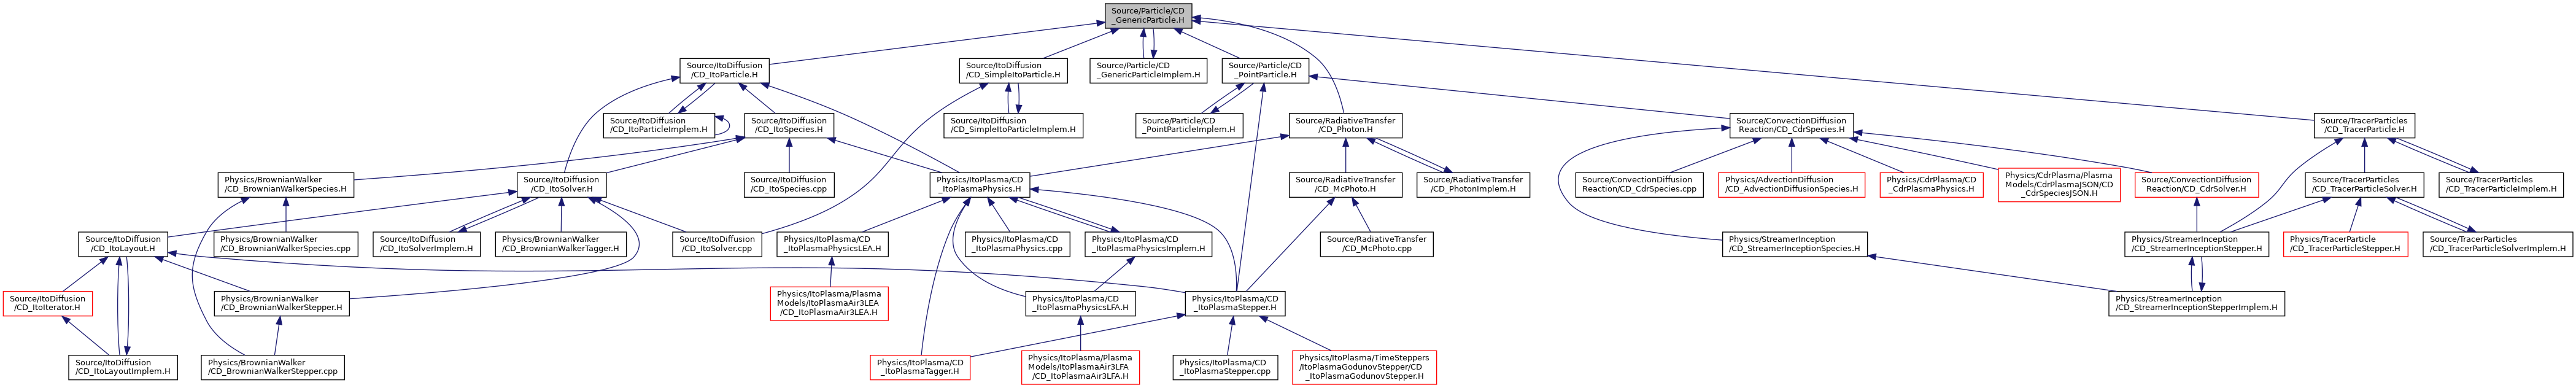 Source/Particle/CD
_GenericParticle.H
Source/ItoDiffusion
/CD_ItoParticle.H
Source/ItoDiffusion
/CD_SimpleItoParticle.H
Source/Particle/CD
_GenericParticleImplem.H
Source/Particle/CD
_PointParticle.H
Source/ItoDiffusion
/CD_ItoParticleImplem.H
Source/ItoDiffusion
/CD_ItoSpecies.H
Source/ItoDiffusion
/CD_SimpleItoParticleImplem.H
Source/Particle/CD
_PointParticleImplem.H
Source/RadiativeTransfer
/CD_Photon.H
Source/ConvectionDiffusion
Reaction/CD_CdrSpecies.H
Source/TracerParticles
/CD_TracerParticle.H
Physics/BrownianWalker
/CD_BrownianWalkerSpecies.H
Source/ItoDiffusion
/CD_ItoSolver.H
Source/ItoDiffusion
/CD_ItoSpecies.cpp
Physics/ItoPlasma/CD
_ItoPlasmaPhysics.H
Source/RadiativeTransfer
/CD_McPhoto.H
Source/RadiativeTransfer
/CD_PhotonImplem.H
Source/ConvectionDiffusion
Reaction/CD_CdrSpecies.cpp
Physics/AdvectionDiffusion
/CD_AdvectionDiffusionSpecies.H
Physics/CdrPlasma/CD
_CdrPlasmaPhysics.H
Physics/CdrPlasma/Plasma
Models/CdrPlasmaJSON/CD
_CdrSpeciesJSON.H
Source/ConvectionDiffusion
Reaction/CD_CdrSolver.H
Source/TracerParticles
/CD_TracerParticleSolver.H
Source/TracerParticles
/CD_TracerParticleImplem.H
Source/ItoDiffusion
/CD_ItoLayout.H
Physics/BrownianWalker
/CD_BrownianWalkerSpecies.cpp
Source/ItoDiffusion
/CD_ItoSolverImplem.H
Physics/BrownianWalker
/CD_BrownianWalkerTagger.H
Source/ItoDiffusion
/CD_ItoSolver.cpp
Physics/ItoPlasma/CD
_ItoPlasmaPhysicsLEA.H
Physics/ItoPlasma/CD
_ItoPlasmaPhysics.cpp
Physics/ItoPlasma/CD
_ItoPlasmaPhysicsImplem.H
Source/RadiativeTransfer
/CD_McPhoto.cpp
Physics/StreamerInception
/CD_StreamerInceptionSpecies.H
Physics/StreamerInception
/CD_StreamerInceptionStepper.H
Physics/TracerParticle
/CD_TracerParticleStepper.H
Source/TracerParticles
/CD_TracerParticleSolverImplem.H
Source/ItoDiffusion
/CD_ItoIterator.H
Physics/BrownianWalker
/CD_BrownianWalkerStepper.H
Physics/ItoPlasma/Plasma
Models/ItoPlasmaAir3LEA
/CD_ItoPlasmaAir3LEA.H
Physics/ItoPlasma/CD
_ItoPlasmaPhysicsLFA.H
Physics/ItoPlasma/CD
_ItoPlasmaStepper.H
Physics/StreamerInception
/CD_StreamerInceptionStepperImplem.H
Source/ItoDiffusion
/CD_ItoLayoutImplem.H
Physics/BrownianWalker
/CD_BrownianWalkerStepper.cpp
Physics/ItoPlasma/CD
_ItoPlasmaTagger.H
Physics/ItoPlasma/Plasma
Models/ItoPlasmaAir3LFA
/CD_ItoPlasmaAir3LFA.H
Physics/ItoPlasma/CD
_ItoPlasmaStepper.cpp
Physics/ItoPlasma/TimeSteppers
/ItoPlasmaGodunovStepper/CD
_ItoPlasmaGodunovStepper.H